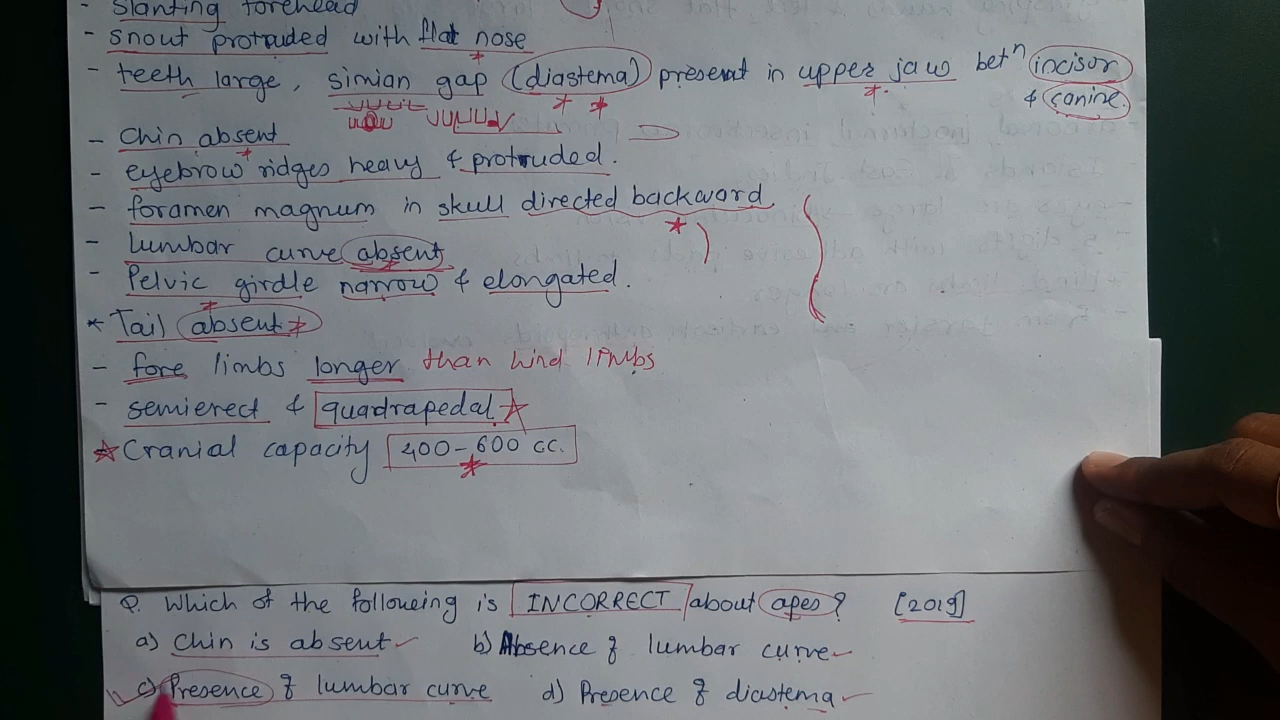 - Slanting forehead
- snout protruded with flat nose
- teeth large, simian gap (diastema) present in upper jaw betⁿ incisor
& canine.
- Chin absent
- eyebrow ridges heavy & protruded.
- foramen magnum in skull directed backward.
- lumbar curve absent
- Pelvic girdle narrow & elongated.
* Tail absent
- fore limbs longer than hind limbs
- semierect & quadrapedal.
Cranial capacity 400-600 cc.
Q. Which of the following is INCORRECT about apes? [2019]
a) Chin is absent b) Absence of lumbar curve
c) Presence of lumbar curve d) Presence of diastema